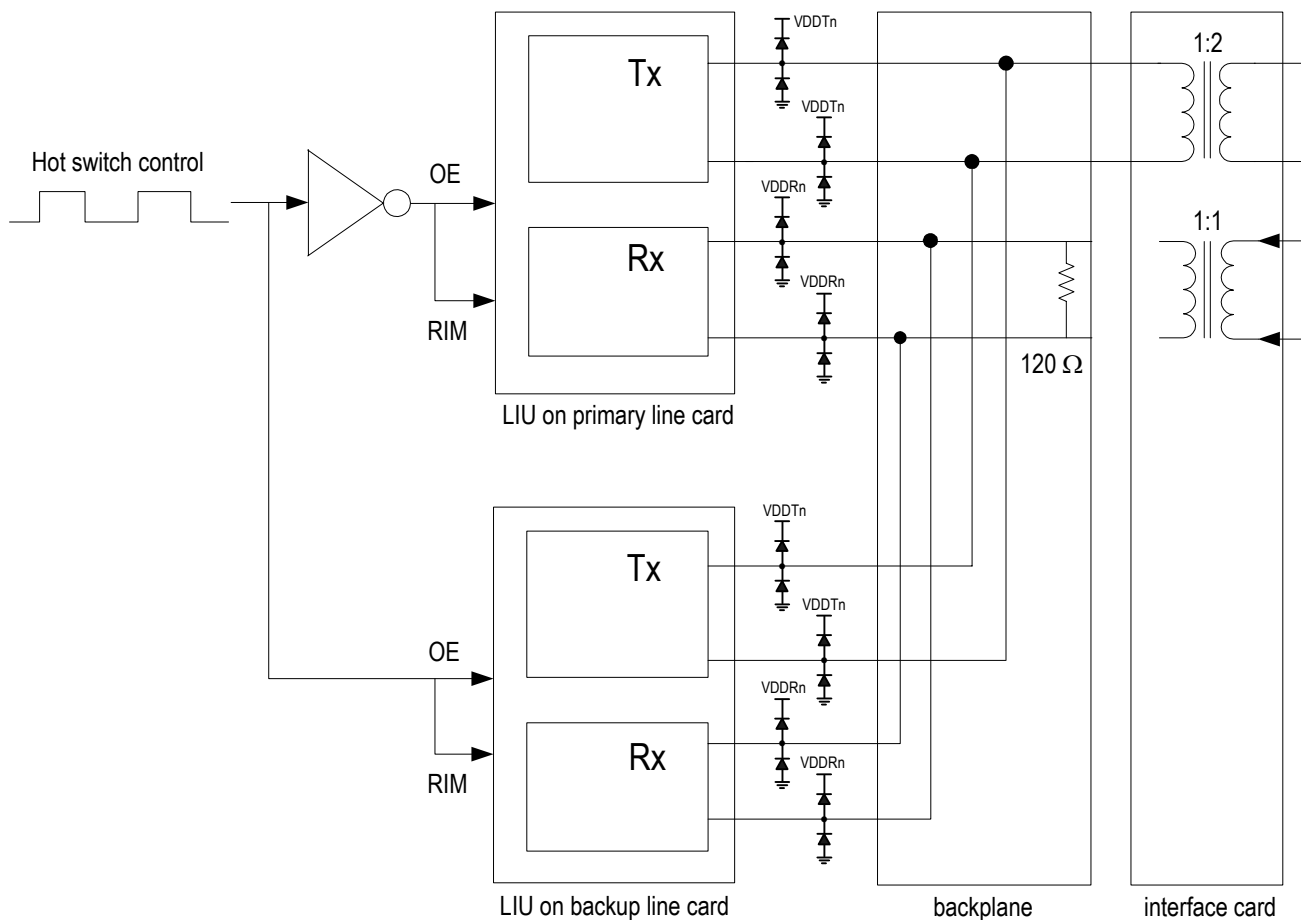 VDDTn
1:2
Tx
VDDTn
Hot switch control
OE
VDDRn
1:1
Rx
VDDRn
RIM
120 Ω
LIU on primary line card
VDDTn
Tx
VDDTn
OE
VDDRn
Rx
VDDRn
RIM
LIU on backup line card
backplane
interface card